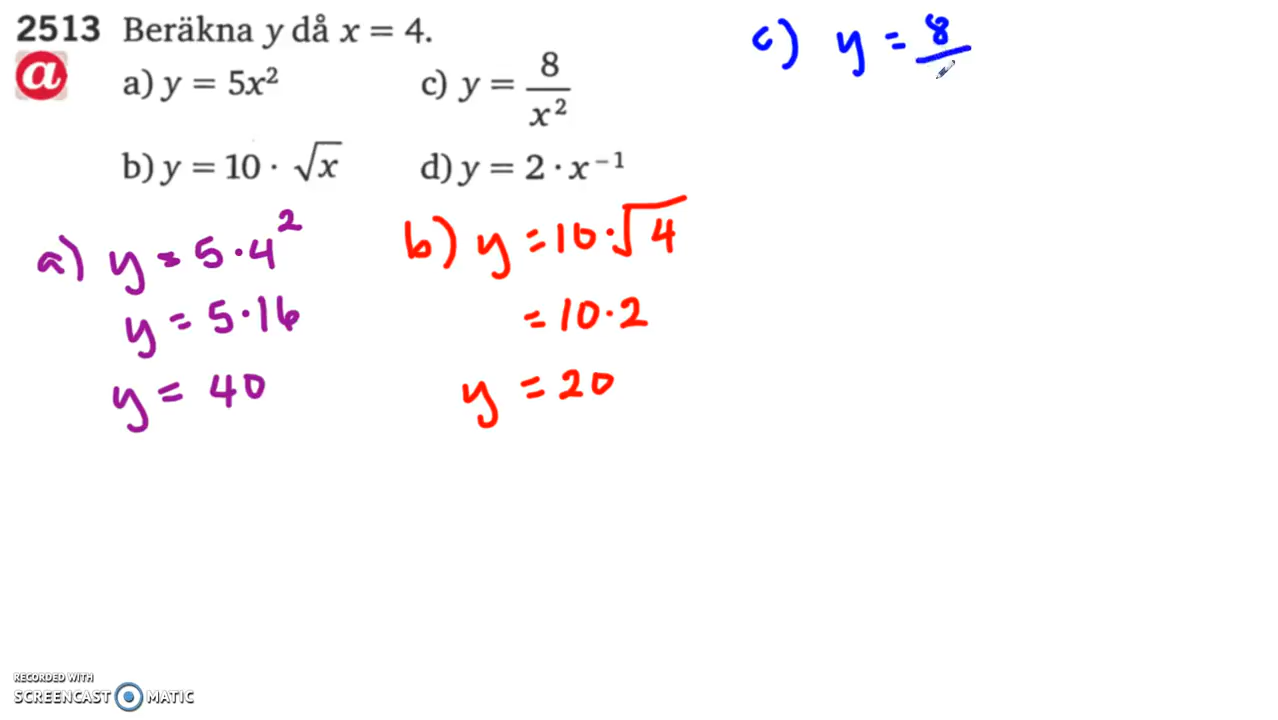 2513 Beräkna y då x = 4.
a
a) y = 5x²
c) y = 8/x²
b) y = 10 · √x
d) y = 2 · x⁻¹
a) y = 5·4²
y = 5·16
y = 40
b) y = 10·√4
= 10·2
y = 20
c) y = 8/
RECORDED WITH
SCREENCAST MATIC